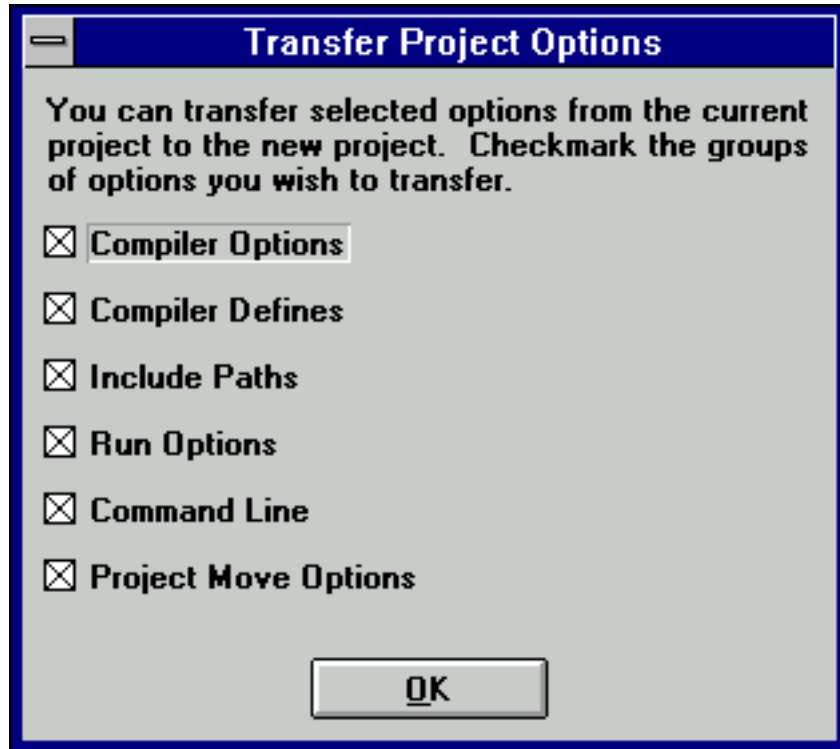 Transfer Project Options
You can transfer selected options from the current
project to the new project.  Checkmark the groups
of options you wish to transfer.
Compiler Options
Compiler Defines
Include Paths
Run Options
Command Line
Project Move Options
OK